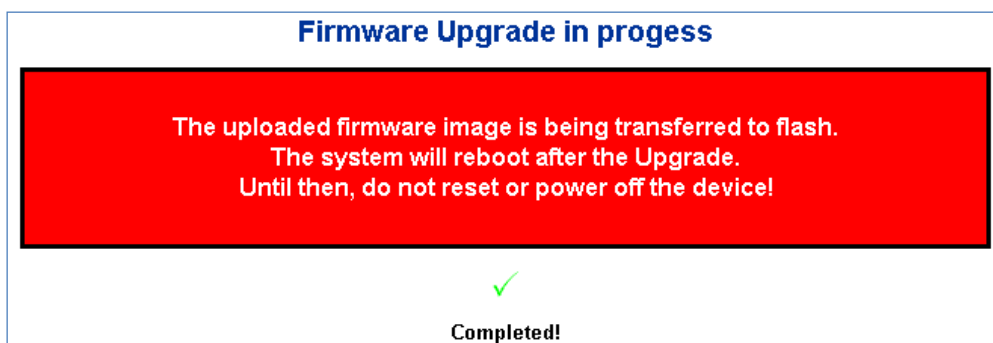 Firmware Upgrade in progess
The uploaded firmware image is being transferred to flash.
The system will reboot after the Upgrade.
Until then, do not reset or power off the device!
Completed!